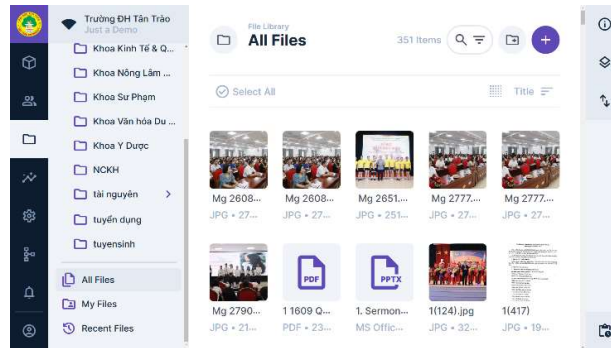 Trường ĐH Tân Trào
Just a Demo
Khoa Kinh Tế & Q...
Khoa Nông Lâm ...
Khoa Sư Phạm
Khoa Văn hóa Du ...
Khoa Y Dược
NCKH
tài nguyên
tuyển dụng
tuyensinh
All Files
My Files
Recent Files
File Library
All Files
351 Items
Select All
Title
Mg 2608... Mg 2608... Mg 2651.... Mg 2777.... Mg 2777....
JPG • 27... JPG • 27... JPG • 251... JPG • 27... JPG • 27...
PDF
PPTX
Mg 2790... 1 1609 Q... 1. Sermon... 1(124).jpg 1(417)
JPG • 21... PDF • 23... MS Offic... JPG • 32... JPG • 19...